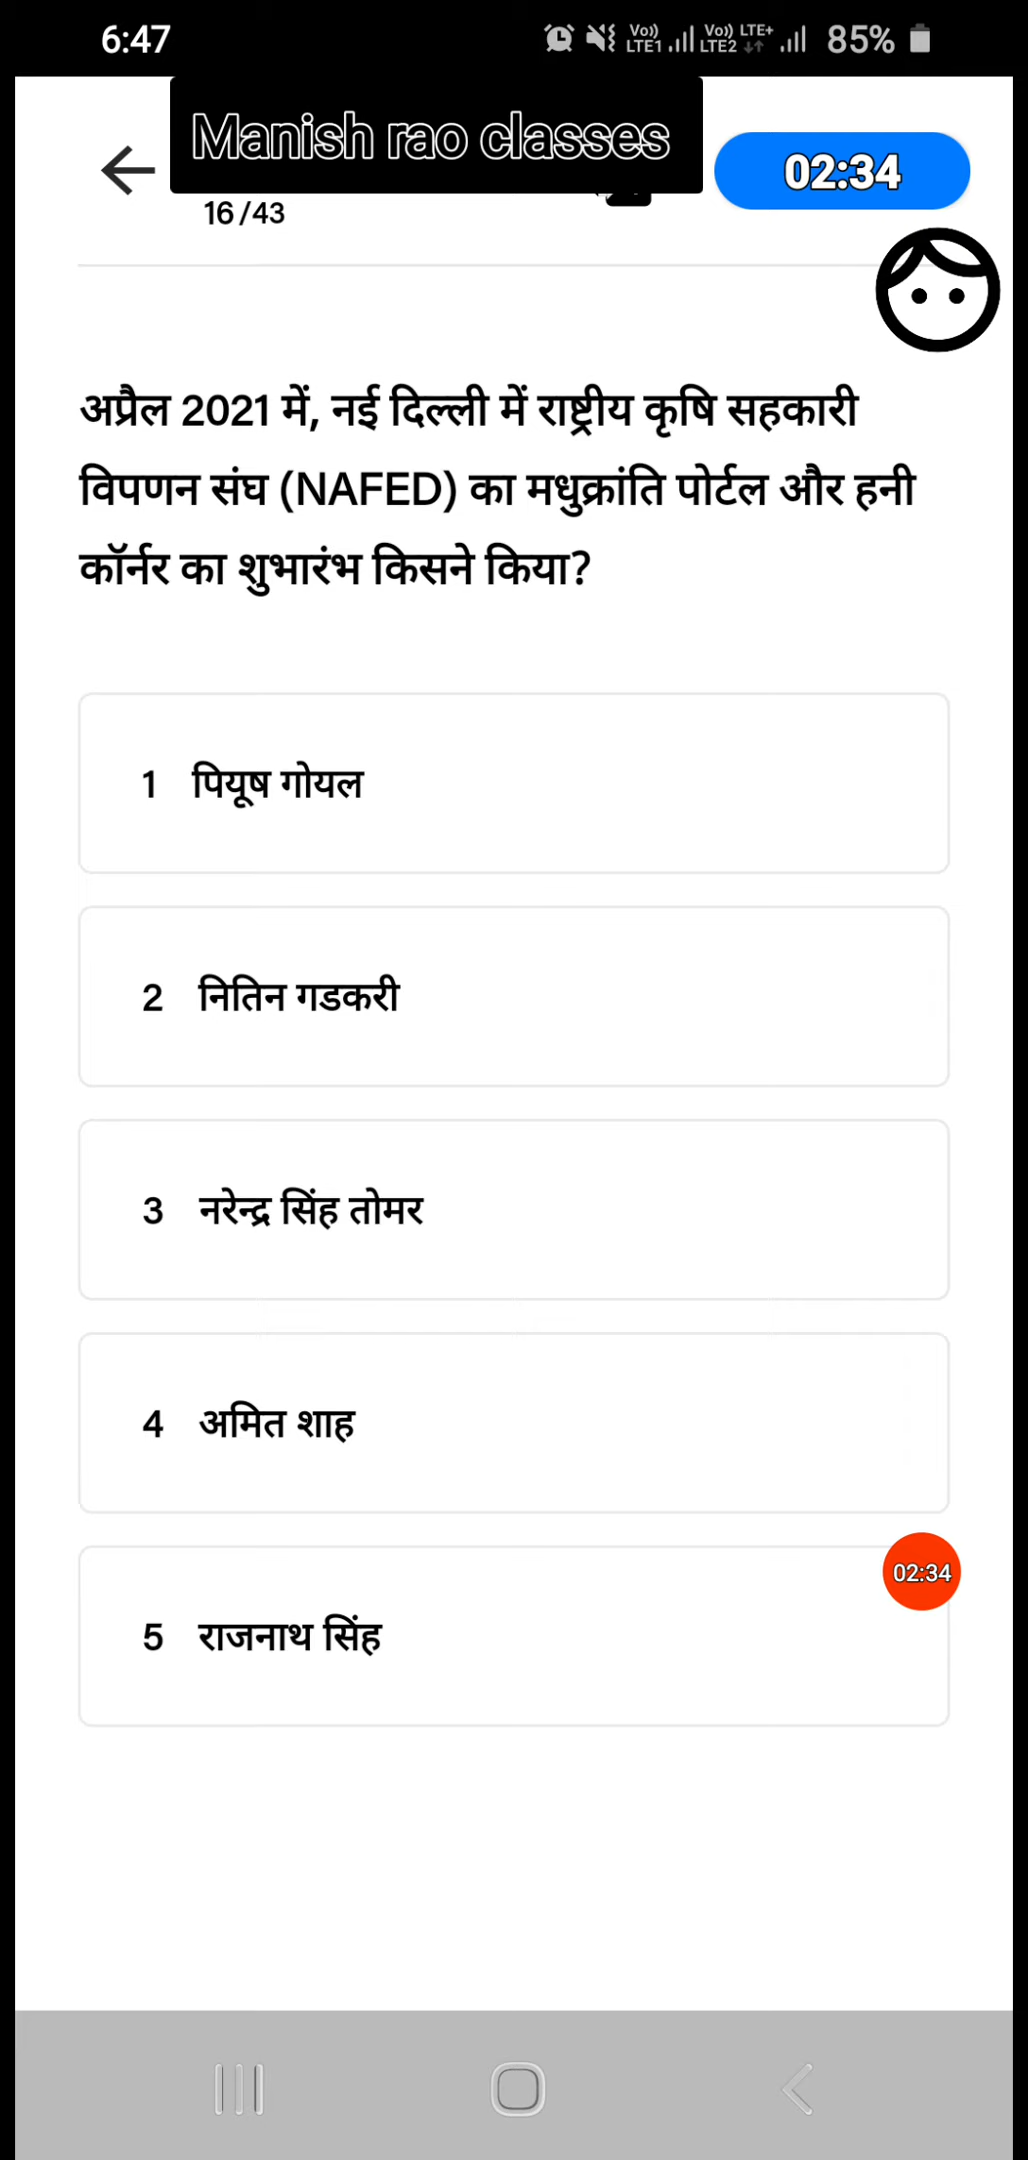 6:47
Vo)) LTE1 Vo)) LTE2 LTE+ 85%
Manish rao classes
02:34
16/43
अप्रैल 2021 में, नई दिल्ली में राष्ट्रीय कृषि सहकारी
विपणन संघ (NAFED) का मधुक्रांति पोर्टल और हनी
कॉर्नर का शुभारंभ किसने किया?
1 पियूष गोयल
2 नितिन गडकरी
3 नरेन्द्र सिंह तोमर
4 अमित शाह
02:34
5 राजनाथ सिंह